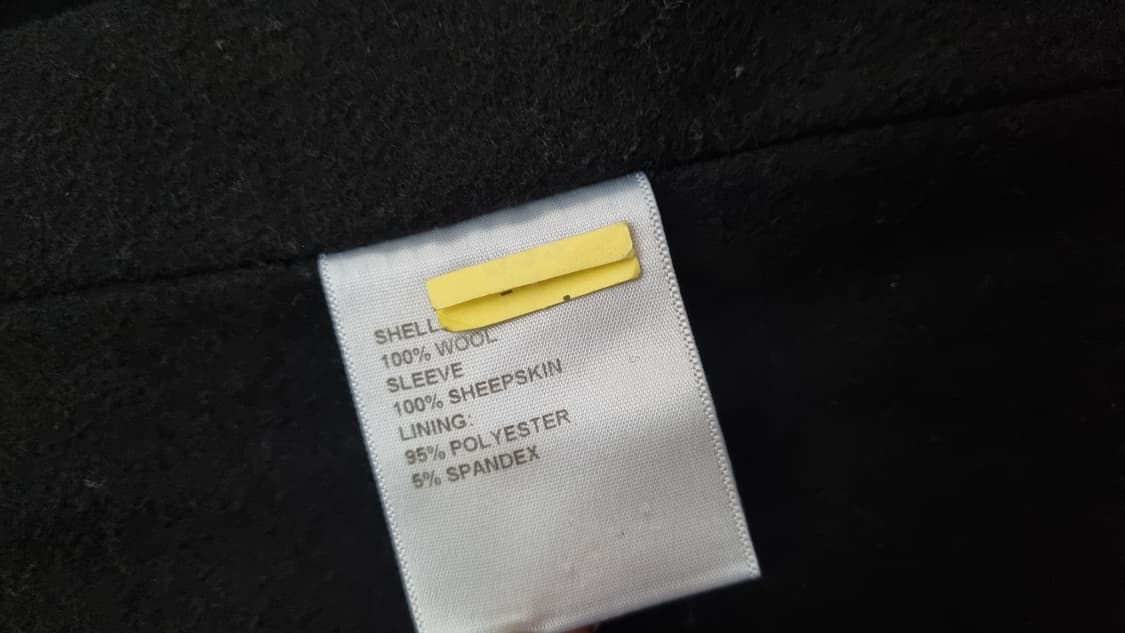 SHELL:
100% WOOL
SLEEVE
100% SHEEPSKIN
LINING:
95% POLYESTER
5% SPANDEX